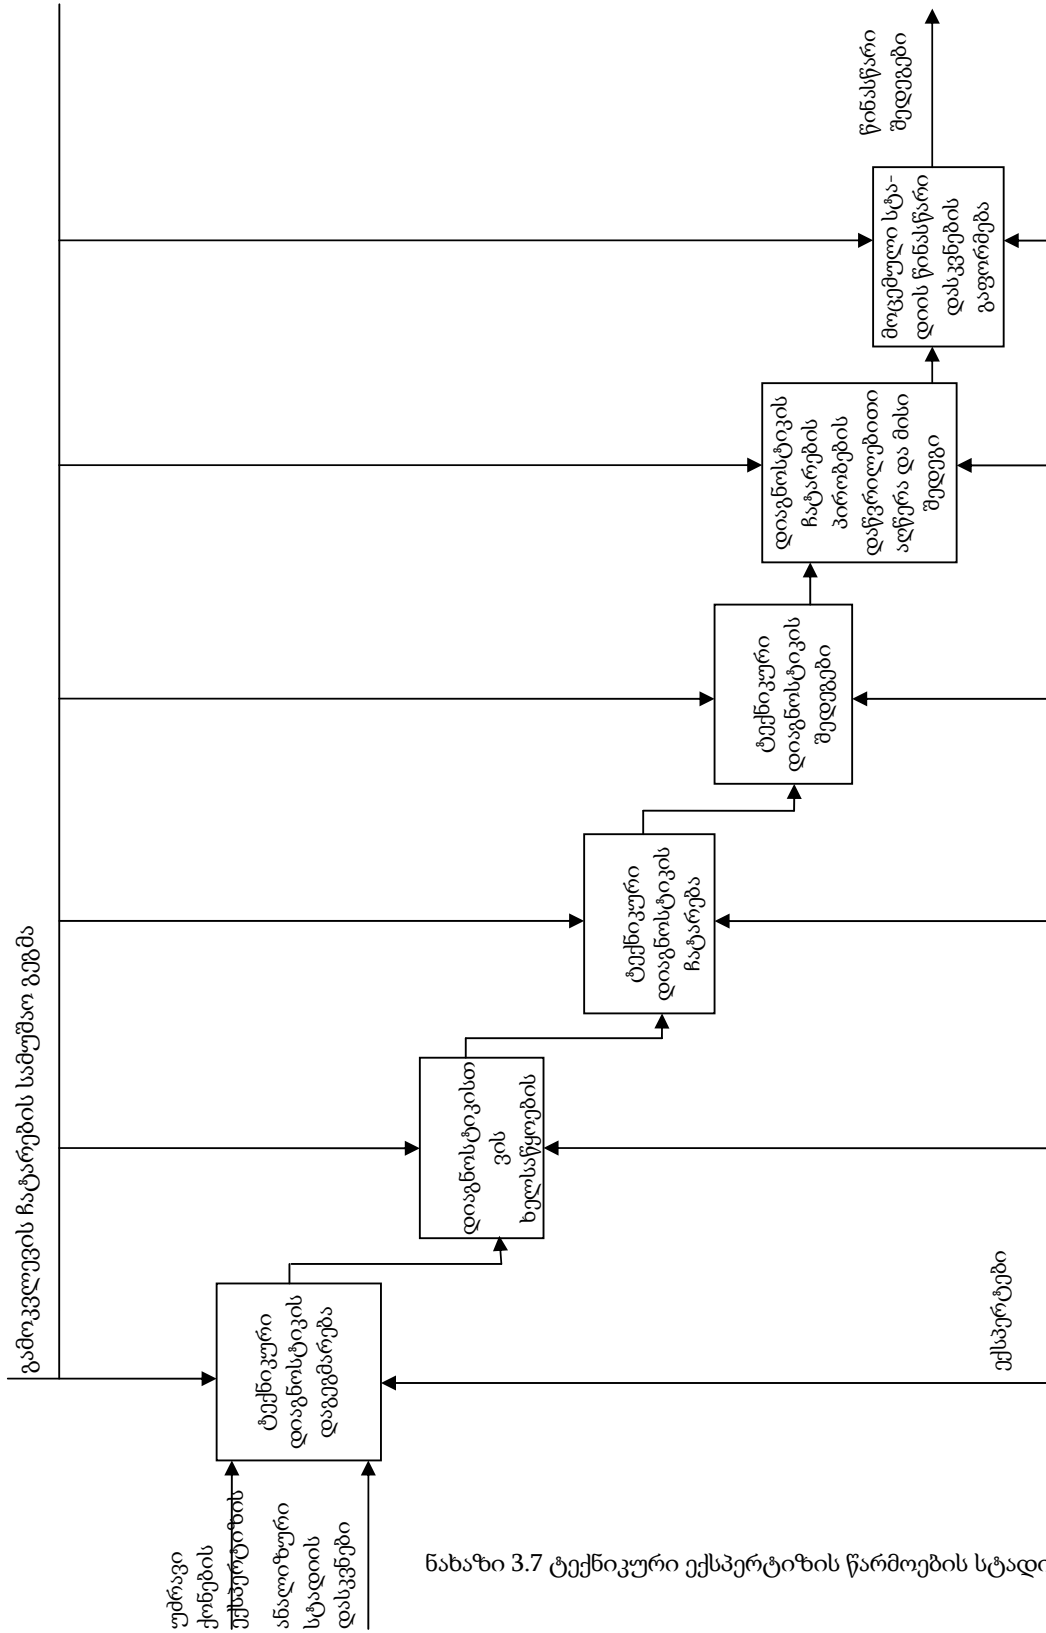 გამოკვლევის ჩატარების სამუშაო გეგმა
უძრავი
ქონების
ექსპერტიზის
ანალიზური
სტადიის
დასკვნები
ტექნიკური
დიაგნოსტიკის
დაგეგმარება
დიაგნოსტიკისთ
ვის
ხელსაწყოების
ტექნიკური
დიაგნოსტიკის
ჩატარება
ტექნიკური
დიაგნოსტიკის
შედეგები
დიაგნოსტიკის
ჩატარების
პირობების
დაწვრილებითი
აღწერა და მისი
შედეგი
მოცემული სტა-
დიის წინასწარი
დასკვნების
გაფორმება
წინასწარი
შედეგები
ექსპერტები
ნახაზი 3.7 ტექნიკური ექსპერტიზის წარმოების სტადი